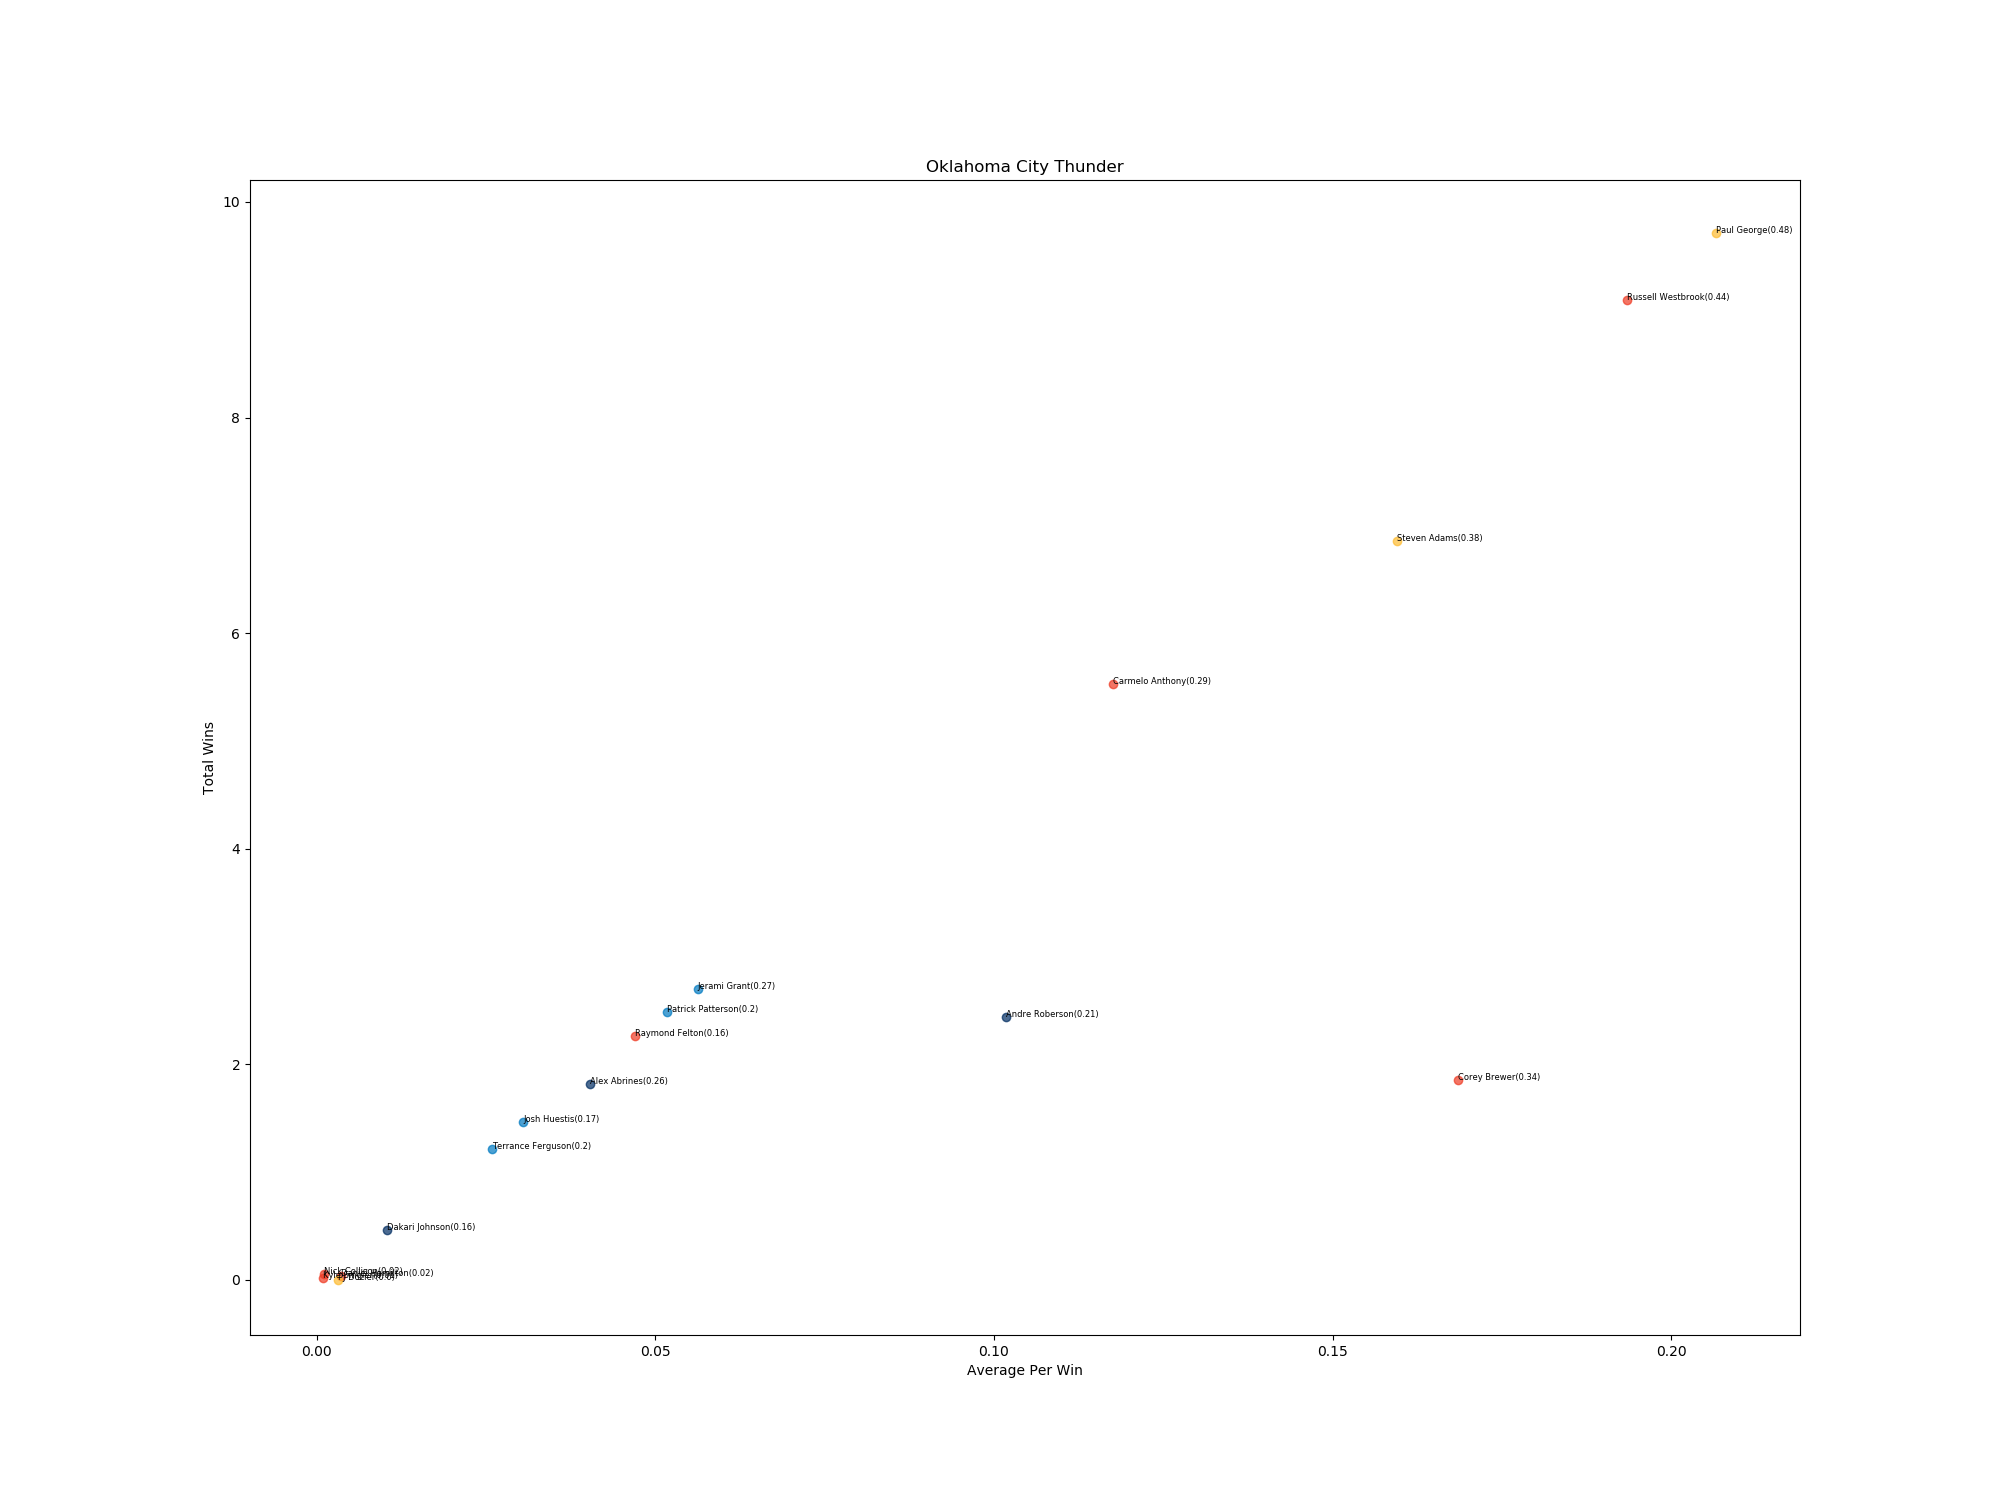 Oklahoma City Thunder
10
Paul George(0.48)
Russell Westbrook(0.44)
8
Steven Adams(0.38)
6
Carmelo Anthony(0.29)
Total Wins
4
Jerami Grant(0.27)
Patrick Patterson(0.2)
Andre Roberson(0.21)
Raymond Felton(0.16)
2
Alex Abrines(0.26)
Corey Brewer(0.34)
Josh Huestis(0.17)
Terrance Ferguson(0.2)
Dakari Johnson(0.16)
Nick Collison(0.02)
0
0.00
0.05
0.10
0.15
0.20
Average Per Win